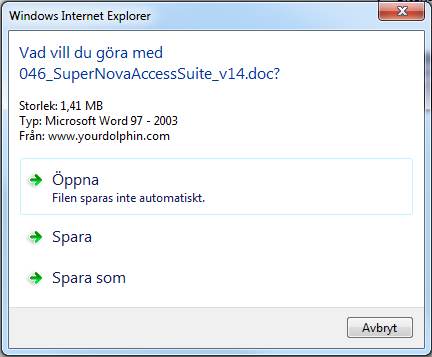 Windows Internet Explorer
Vad vill du göra med
046_SuperNovaAccessSuite_v14.doc?
Storlek: 1,41 MB
Typ: Microsoft Word 97 - 2003
Från: www.yourdolphin.com
Öppna
Filen sparas inte automatiskt.
Spara
Spara som
Avbryt